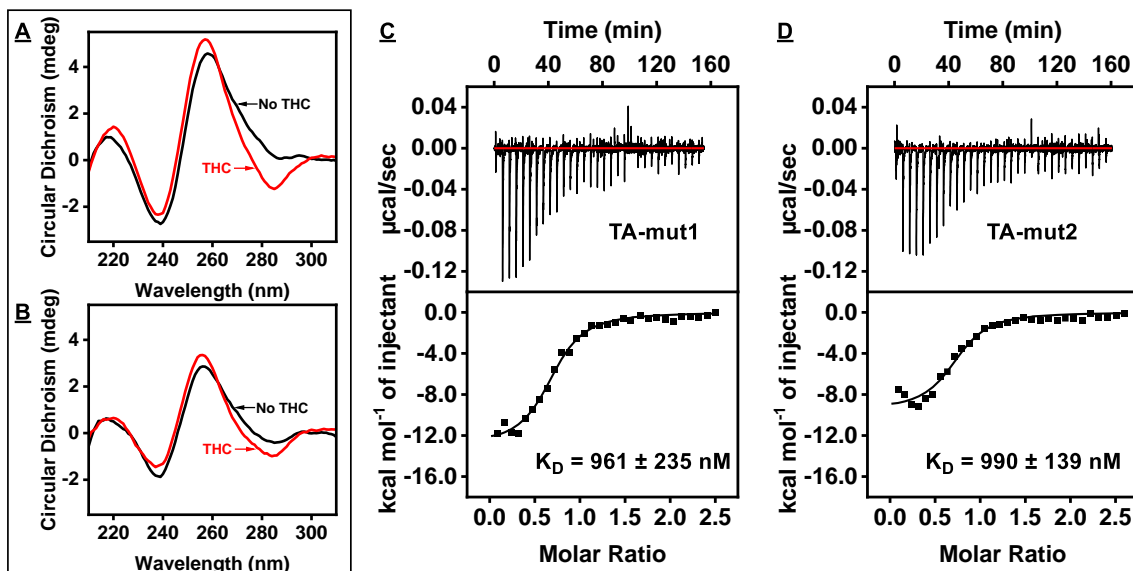 A
Circular Dichroism (mdeg)
4
2
0
-2
No THC
THC
220 240 260 280 300
Wavelength (nm)
B
Circular Dichroism (mdeg)
4
2
0
-2
No THC
THC
220 240 260 280 300
Wavelength (nm)
C
Time (min)
0 40 80 120 160
µcal/sec
0.04
0.00
-0.04
-0.08
-0.12
TA-mut1
kcal mol⁻¹ of injectant
0.0
-4.0
-8.0
-12.0
-16.0
K_D = 961 ± 235 nM
0.0 0.5 1.0 1.5 2.0 2.5
Molar Ratio
D
Time (min)
0 40 80 120 160
µcal/sec
0.04
0.00
-0.04
-0.08
-0.12
TA-mut2
kcal mol⁻¹ of injectant
0.0
-4.0
-8.0
-12.0
-16.0
K_D = 990 ± 139 nM
0.0 0.5 1.0 1.5 2.0 2.5
Molar Ratio